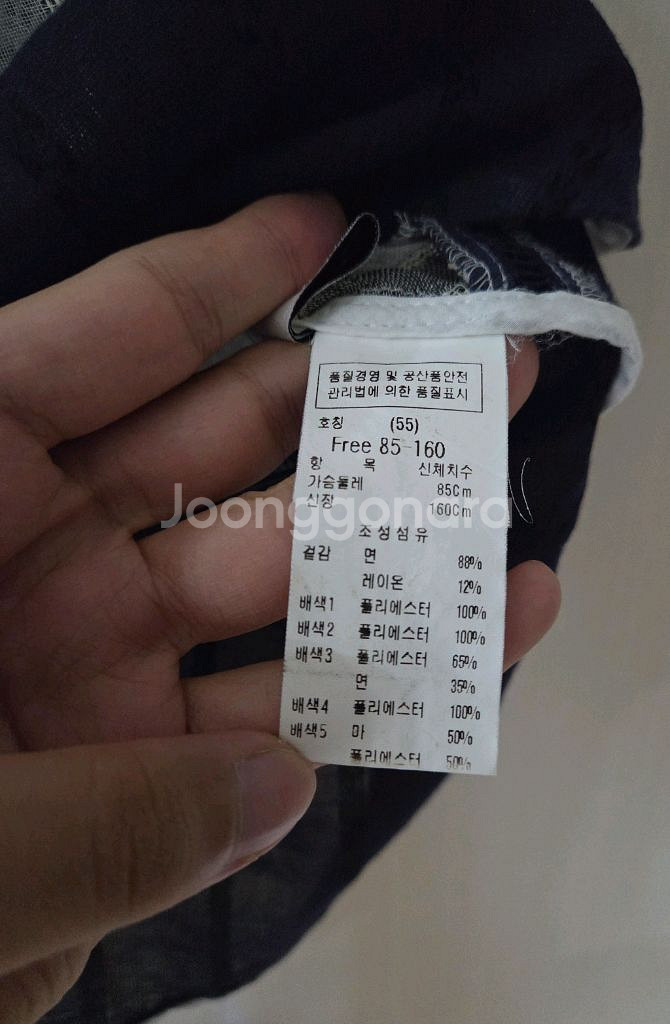 품질경영 및 공산품안전
관리법에 의한 품질표시
호칭 (55)
Free 85-160
항 목 신체치수
가슴둘레 85Cm
신장 160Cm
Joonggonara
조성섬유
겉감 면 88%
레이온 12%
배색1 폴리에스터 100%
배색2 폴리에스터 100%
배색3 폴리에스터 65%
면 35%
배색4 폴리에스터 100%
배색5 마 50%
폴리에스터 50%